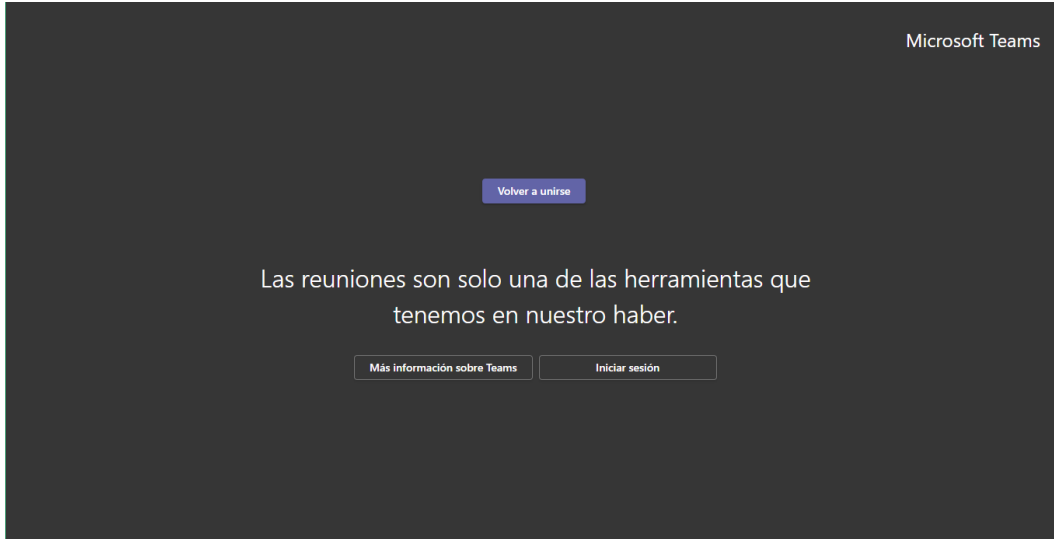 Microsoft Teams
Volver a unirse
Las reuniones son solo una de las herramientas que
tenemos en nuestro haber.
Más información sobre Teams
Iniciar sesión